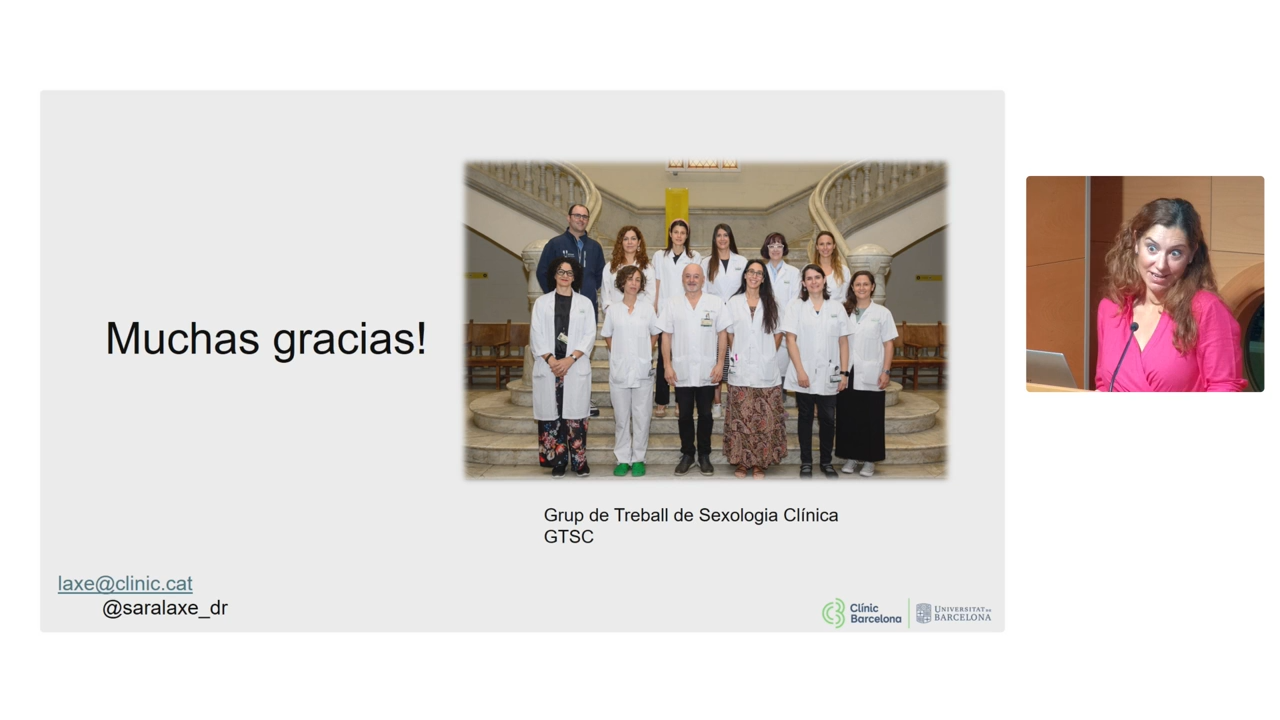 Muchas gracias!
Grup de Treball de Sexologia Clínica
GTSC
laxe@clinic.cat
@saralaxe_dr
Clínic
Barcelona
UNIVERSITAT DE
BARCELONA